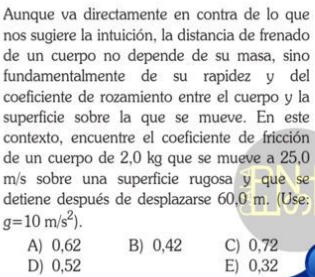 Aunque va directamente en contra de lo que
nos sugiere la intuición, la distancia de frenado
de un cuerpo no depende de su masa, sino
fundamentalmente de su rapidez y del
coeficiente de rozamiento entre el cuerpo y la
superficie sobre la que se mueve. En este
contexto, encuentre el coeficiente de fricción
de un cuerpo de 2,0 kg que se mueve a 25,0
m/s sobre una superficie rugosa y que se
detiene después de desplazarse 60,0 m. (Use:
g=10 m/s²).
A) 0,62 B) 0,42 C) 0,72
D) 0,52 E) 0,32